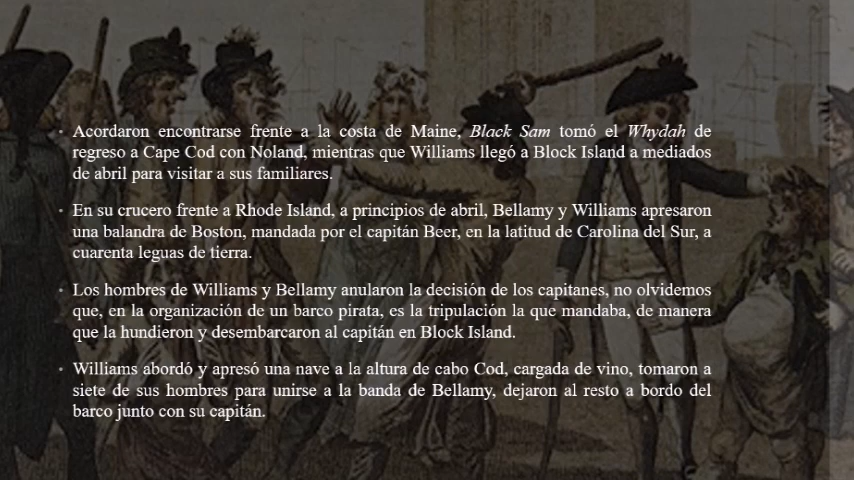 Acordaron encontrarse frente a la costa de Maine, Black Sam tomó el Whydah de
regreso a Cape Cod con Noland, mientras que Williams llegó a Block Island a mediados
de abril para visitar a sus familiares.
En su crucero frente a Rhode Island, a principios de abril, Bellamy y Williams apresaron
una balandra de Boston, mandada por el capitán Beer, en la latitud de Carolina del Sur, a
cuarenta leguas de tierra.
Los hombres de Williams y Bellamy anularon la decisión de los capitanes, no olvidemos
que, en la organización de un barco pirata, es la tripulación la que mandaba, de manera
que la hundieron y desembarcaron al capitán en Block Island.
Williams abordó y apresó una nave a la altura de cabo Cod, cargada de vino, tomaron a
siete de sus hombres para unirse a la banda de Bellamy, dejaron al resto a bordo del
barco junto con su capitán.